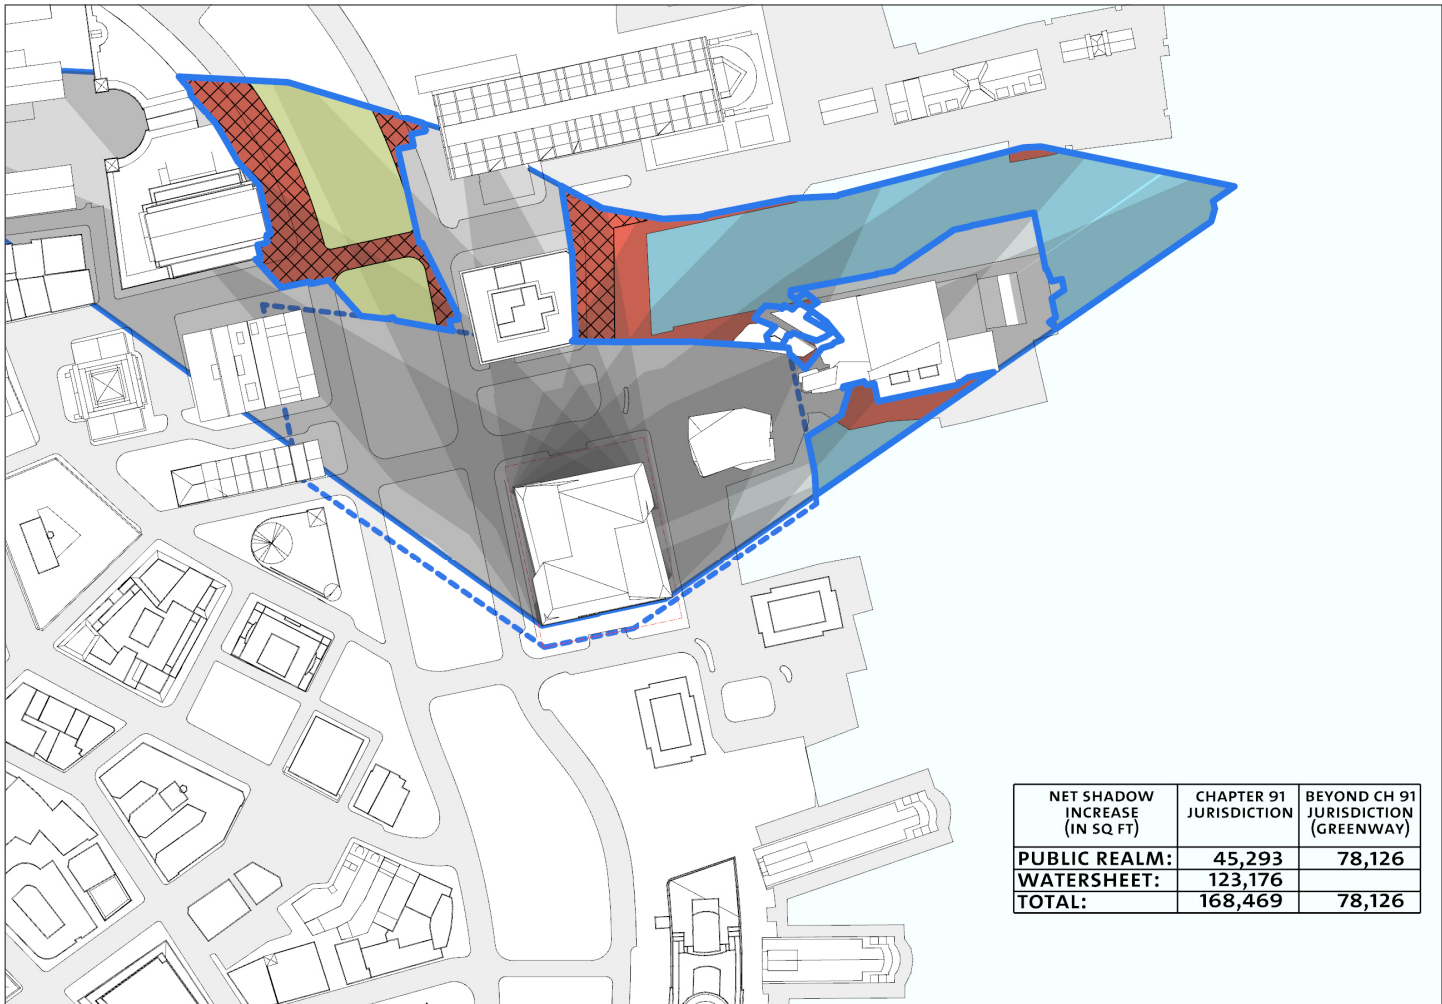 NET SHADOW
INCREASE
(IN SQ FT)
CHAPTER 91
JURISDICTION
BEYOND CH 91
JURISDICTION
(GREENWAY)
PUBLIC REALM: 45,293 78,126
WATERSHEET: 123,176
TOTAL: 168,469 78,126